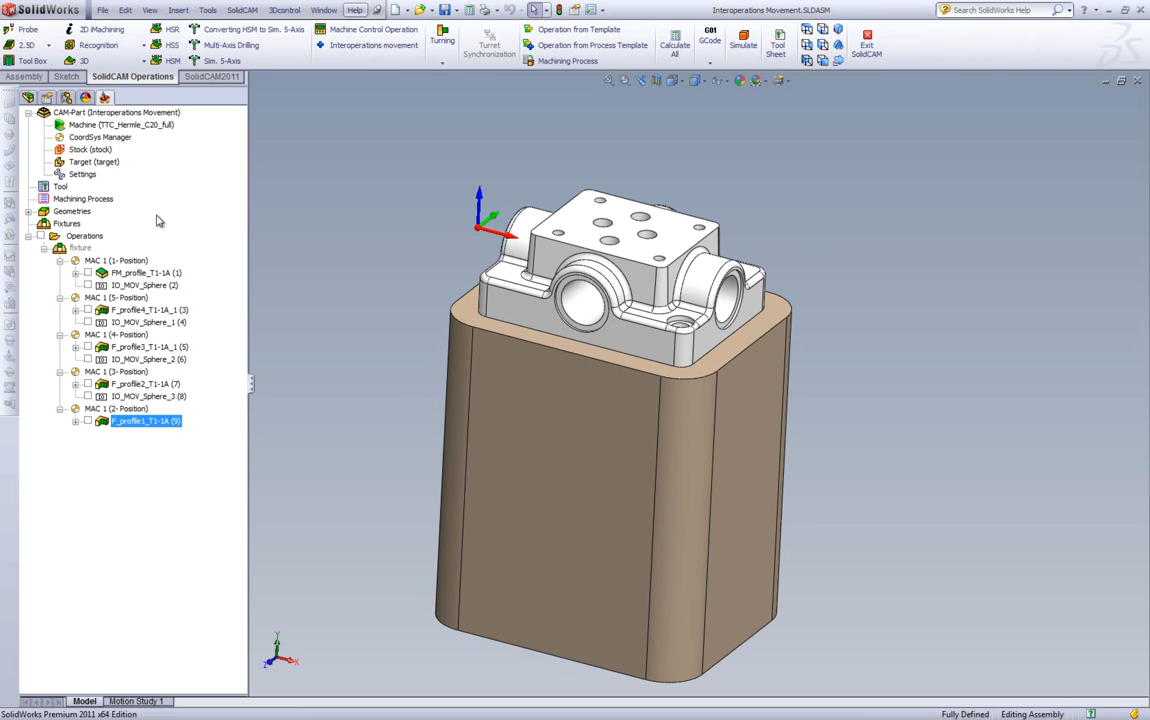 SolidWorks File Edit View Insert Tools SolidCAM 3Dcontrol Window Help Interoperations Movement.SLDASM Search SolidWorks Help
Probe 2D iMachining HSR Converting HSM to Sim. 5-Axis Machine Control Operation Operation from Template
2.5D Recognition HSS Multi-Axis Drilling Interoperations movement Turning Turret Synchronization Operation from Process Template Calculate All G01 GCode Simulate Tool Sheet Exit SolidCAM
Tool Box 3D HSM Sim. 5-Axis Machining Process
Assembly Sketch SolidCAM Operations SolidCAM2011
CAM-Part (Interoperations Movement)
Machine (TTC_Hermle_C20_full)
CoordSys Manager
Stock (stock)
Target (target)
Settings
Tool
Machining Process
Geometries
Fixtures
Operations
fixture
MAC 1 (1- Position)
FM_profile_T1-1A (1)
IO_MOV_Sphere (2)
MAC 1 (5- Position)
F_profile4_T1-1A_1 (3)
IO_MOV_Sphere_1 (4)
MAC 1 (4- Position)
F_profile3_T1-1A_1 (5)
IO_MOV_Sphere_2 (6)
MAC 1 (3- Position)
F_profile2_T1-1A (7)
IO_MOV_Sphere_3 (8)
MAC 1 (2- Position)
F_profile1_T1-1A (9)
Y
Z X
Model Motion Study 1
SolidWorks Premium 2011 x64 Edition Fully Defined Editing Assembly